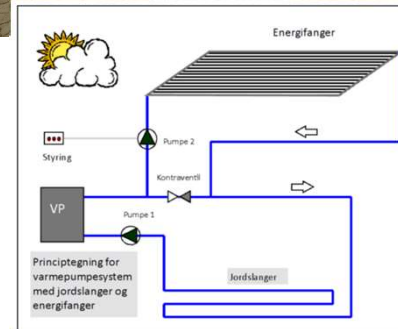 Energifanger
Pumpe 2
Styring
Kontraventil
VP
Pumpe 1
Principtegning for
varmepumpesystem
med jordslanger og
energifanger
Jordslanger